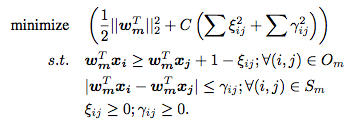 minimize (1/2 ||w_m^T||_2^2 + C (∑ ξ_ij^2 + ∑ γ_ij^2))
s.t. w_m^T x_i ≥ w_m^T x_j + 1 − ξ_ij; ∀(i, j) ∈ O_m
|w_m^T x_i − w_m^T x_j| ≤ γ_ij; ∀(i, j) ∈ S_m
ξ_ij ≥ 0; γ_ij ≥ 0.